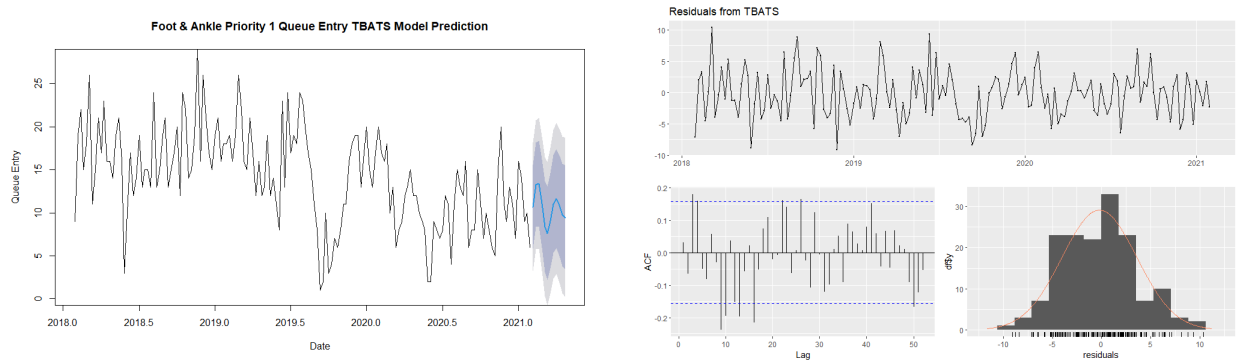 Foot & Ankle Priority 1 Queue Entry TBATS Model Prediction
Queue Entry
25
20
15
10
5
0
2018.0 2018.5 2019.0 2019.5 2020.0 2020.5 2021.0
Date
Residuals from TBATS
10
5
0
-5
-10
2018 2019 2020 2021
ACF
0.2
0.1
0.0
-0.1
-0.2
0 10 20 30 40 50
Lag
df$y
30
20
10
0
-10 -5 0 5 10
residuals